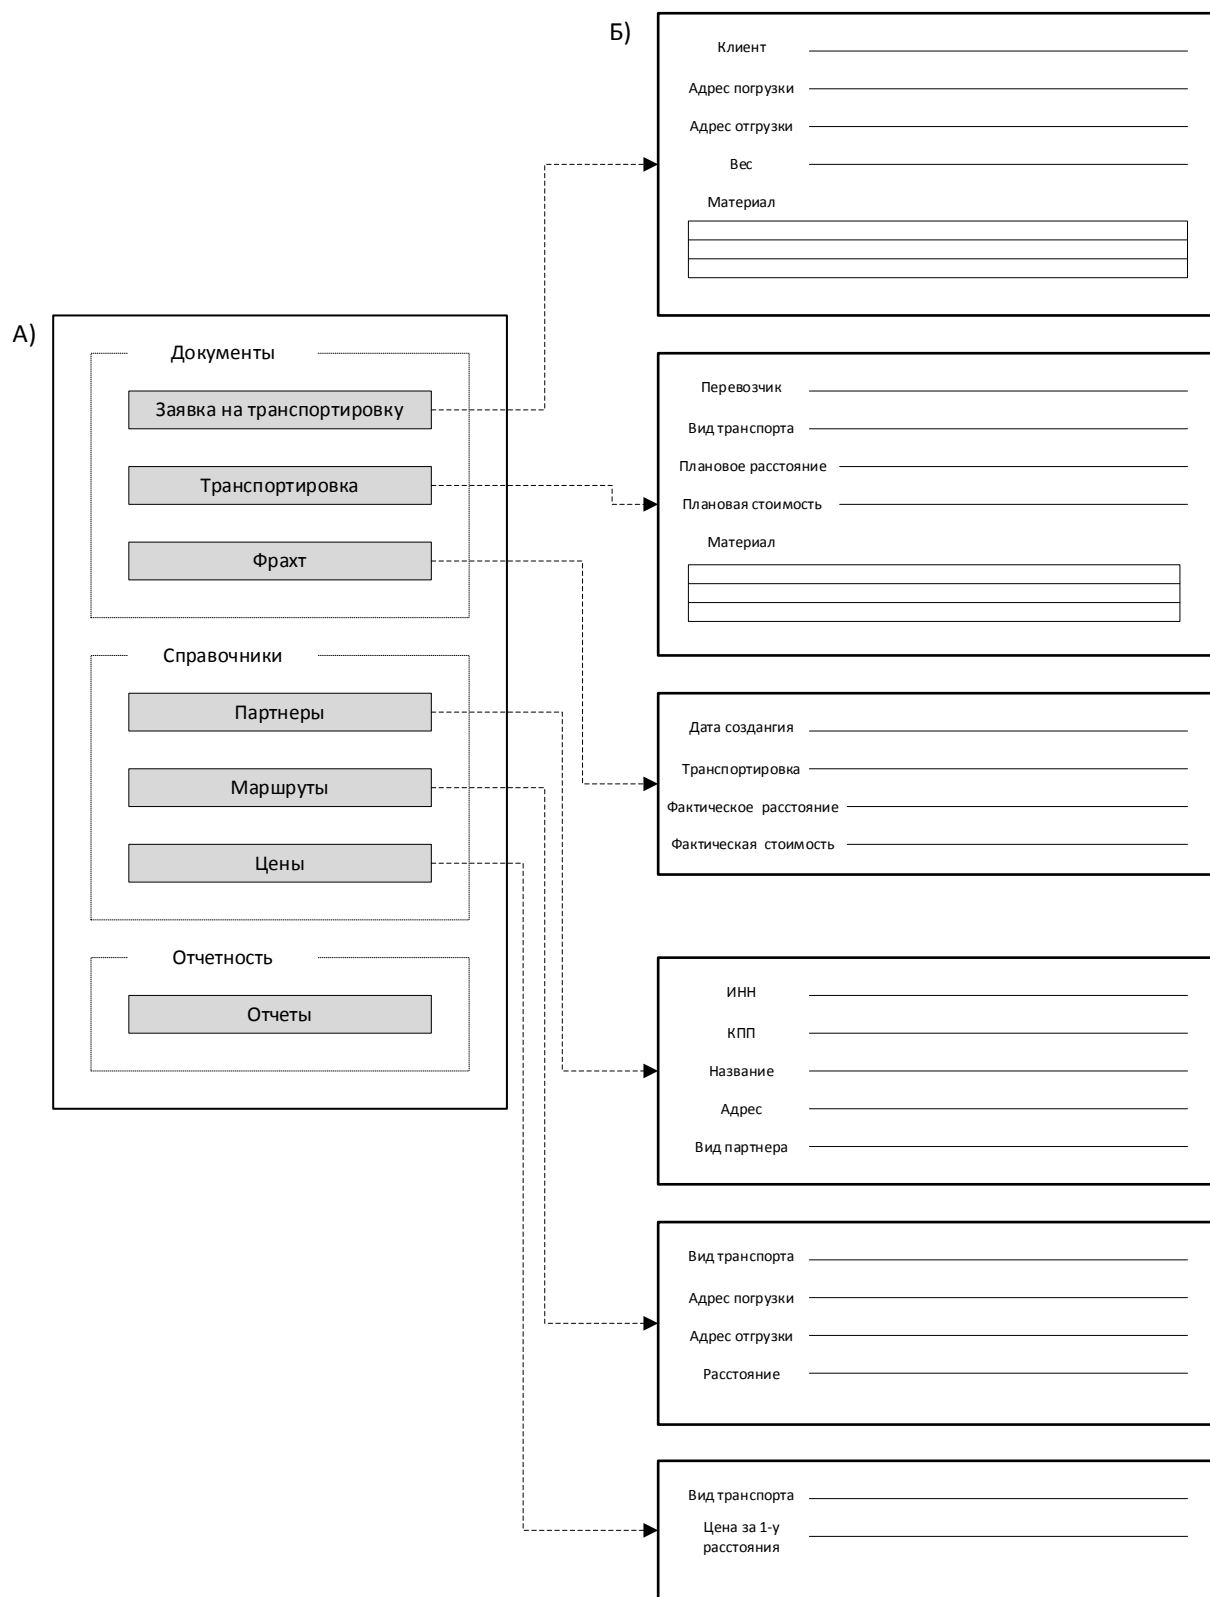 А)
Документы
Заявка на транспортировку
Транспортировка
Фрахт
Справочники
Партнеры
Маршруты
Цены
Отчетность
Отчеты
Б)
Клиент
Адрес погрузки
Адрес отгрузки
Вес
Материал
Перевозчик
Вид транспорта
Плановое расстояние
Плановая стоимость
Материал
Дата создангия
Транспортировка
Фактическое расстояние
Фактическая стоимость
ИНН
КПП
Название
Адрес
Вид партнера
Вид транспорта
Адрес погрузки
Адрес отгрузки
Расстояние
Вид транспорта
Цена за 1-у
расстояния